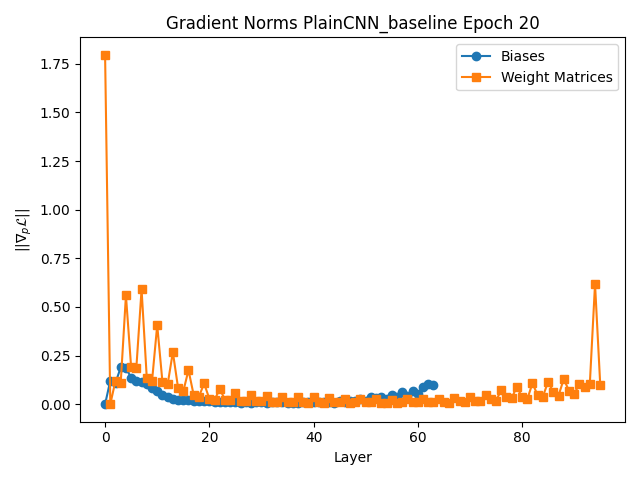 Gradient Norms PlainCNN_baseline Epoch 20
Biases
Weight Matrices
||∇ₚℒ||
1.75
1.50
1.25
1.00
0.75
0.50
0.25
0.00
0 20 40 60 80
Layer